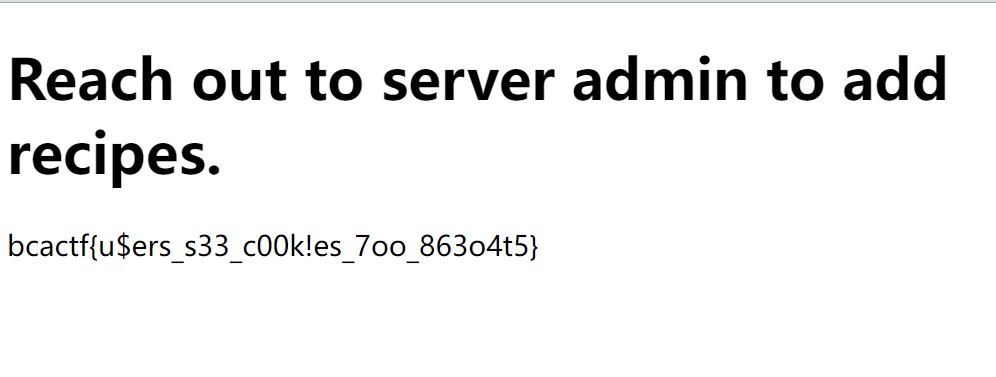 Reach out to server admin to add
recipes.
bcactf{u$ers_s33_c00k!es_7oo_863o4t5}